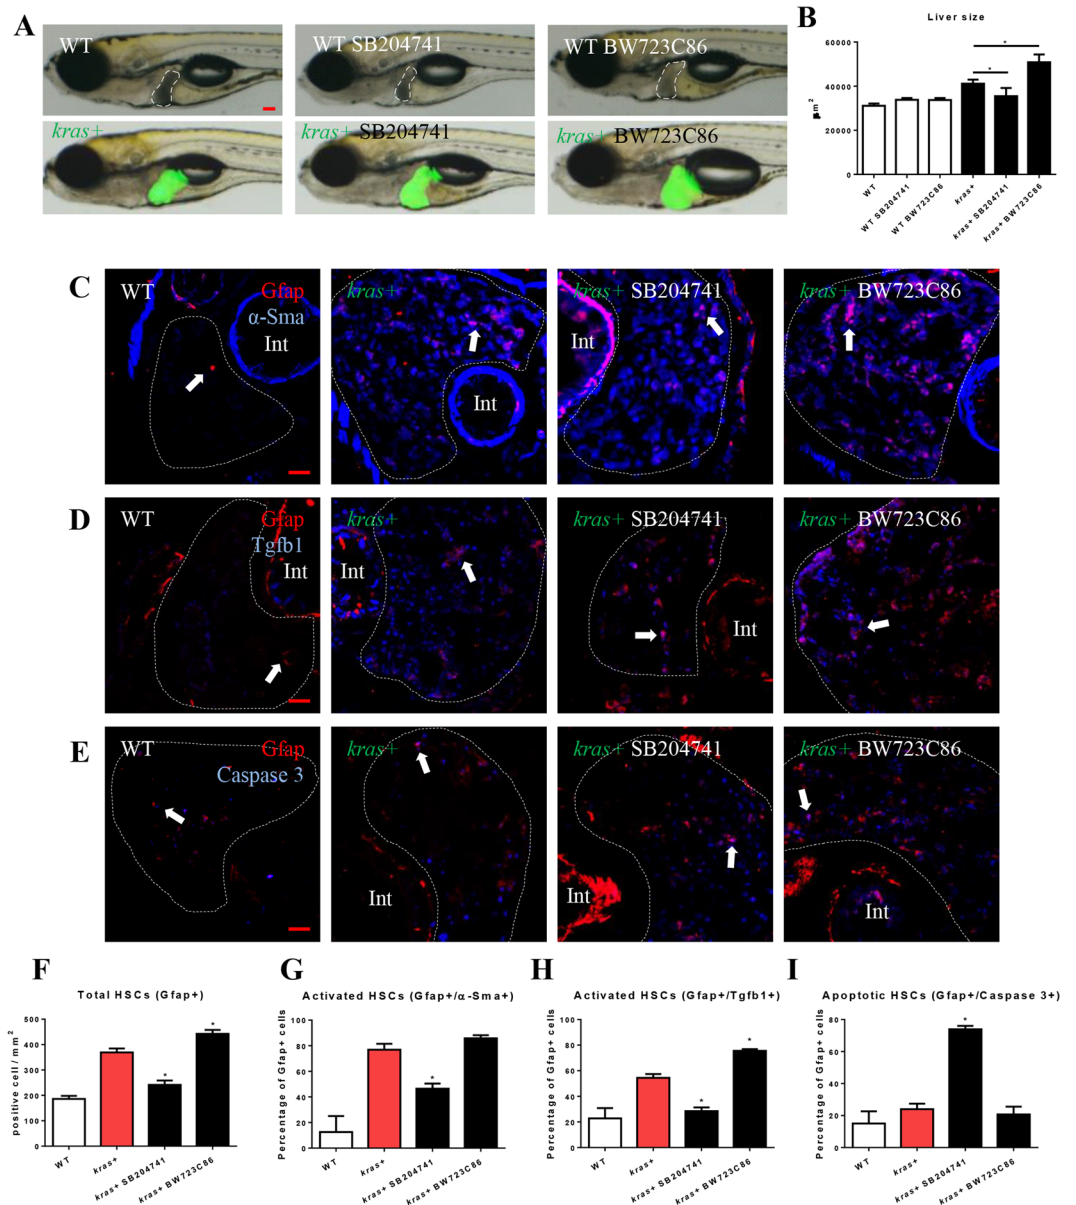 A
WT
WT SB204741
WT BW723C86
kras+
kras+ SB204741
kras+ BW723C86
B
Liver size
60000
40000
20000
0
µm2
*
*
WT
WT SB204741
WT BW723C86
kras+
kras+ SB204741
kras+ BW723C86
C
WT
Gfap
α-Sma
Int
kras+
Int
kras+ SB204741
Int
kras+ BW723C86
D
WT
Gfap
Tgfb1
Int
kras+
Int
kras+ SB204741
Int
kras+ BW723C86
E
WT
Gfap
Caspase 3
kras+
Int
kras+ SB204741
Int
kras+ BW723C86
Int
F
Total HSCs (Gfap+)
positive cell / mm2
500
400
300
200
100
0
*
*
WT
kras+
kras+ SB204741
kras+ BW723C86
G
Activated HSCs (Gfap+/α-Sma+)
Percentage of Gfap+ cells
100
80
60
40
20
0
*
WT
kras+
kras+ SB204741
kras+ BW723C86
H
Activated HSCs (Gfap+/Tgfb1+)
Percentage of Gfap+ cells
100
80
60
40
20
0
*
*
WT
kras+
kras+ SB204741
kras+ BW723C86
I
Apoptotic HSCs (Gfap+/Caspase 3+)
Percentage of Gfap+ cells
80
60
40
20
0
*
WT
kras+
kras+ SB204741
kras+ BW723C86